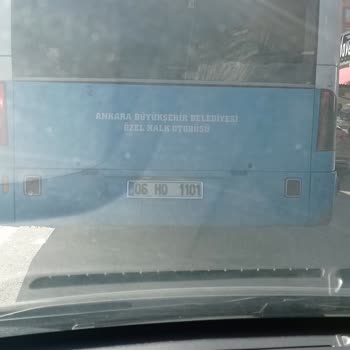 ANKARA BÜYÜKŞEHİR BELEDİYESİ
ÖZEL HALK OTOBÜSÜ
06 HD 1101